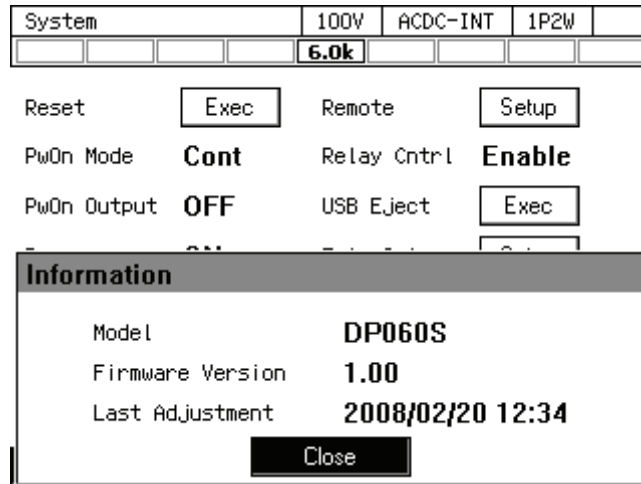 System 100V ACDC-INT 1P2W
6.0k
Reset Exec Remote Setup
PwOn Mode Cont Relay Cntrl Enable
PwOn Output OFF USB Eject Exec
Information
Model DP060S
Firmware Version 1.00
Last Adjustment 2008/02/20 12:34
Close